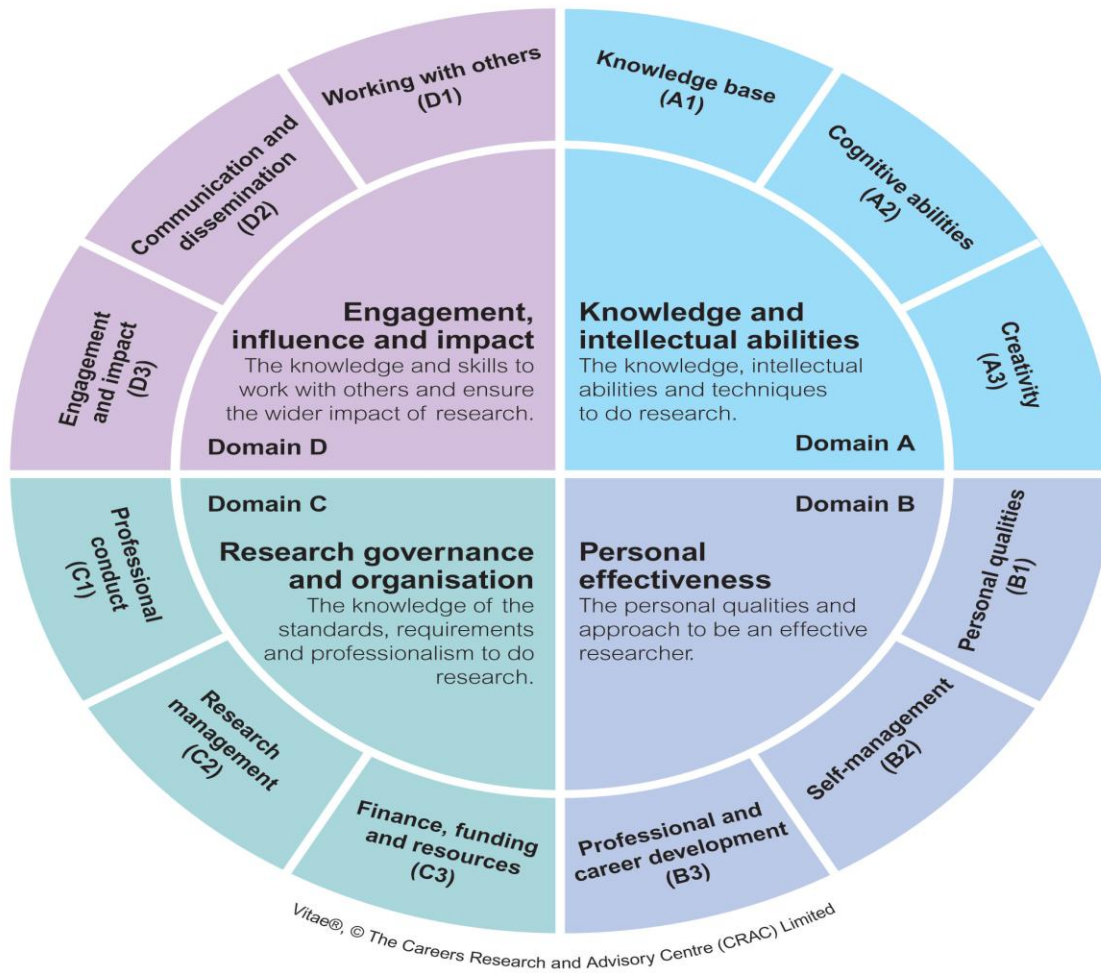 Working with others
(D1)
Communication and
dissemination
(D2)
Engagement
and impact
(D3)
Engagement,
influence and impact
The knowledge and skills to
work with others and ensure
the wider impact of research.
Domain D
Knowledge base
(A1)
Cognitive abilities
(A2)
Creativity
(A3)
Knowledge and
intellectual abilities
The knowledge, intellectual
abilities and techniques
to do research.
Domain A
Domain C
Research governance
and organisation
The knowledge of the
standards, requirements
and professionalism to do
research.
Professional
conduct
(C1)
Research
management
(C2)
Finance, funding
and resources
(C3)
Domain B
Personal
effectiveness
The personal qualities and
approach to be an effective
researcher.
Personal qualities
(B1)
Self-management
(B2)
Professional and
career development
(B3)
Vitae®, © The Careers Research and Advisory Centre (CRAC) Limited